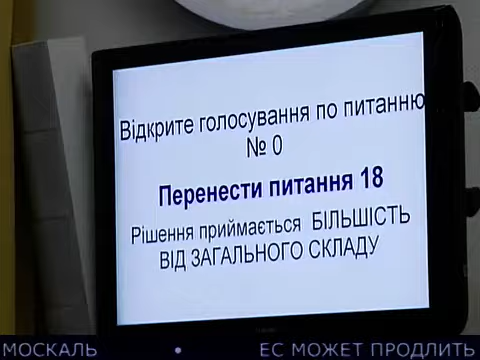 Відкрите голосування по питанню
№ 0
Перенести питання 18
Рішення приймається БІЛЬШІСТЬ
ВІД ЗАГАЛЬНОГО СКЛАДУ
МОСКАЛЬ • ЕС МОЖЕТ ПРОДЛИТЬ